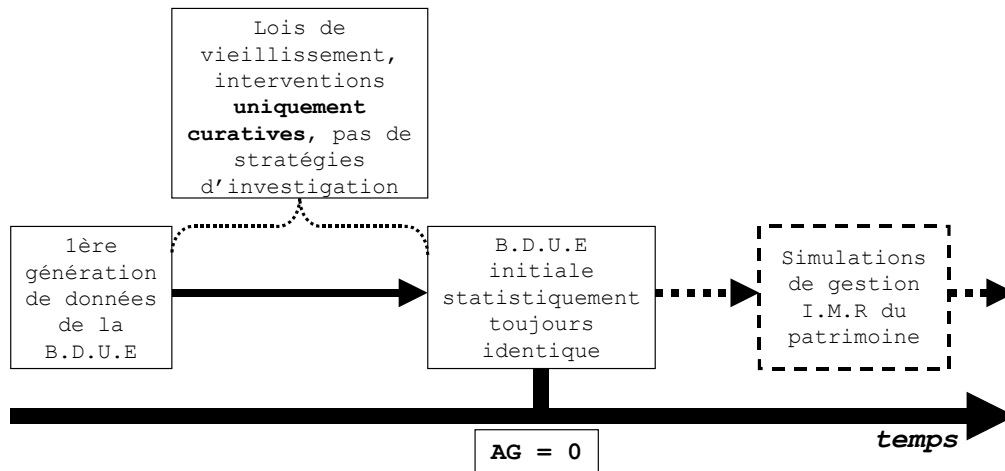 Lois de
vieillissement,
interventions
uniquement
curatives, pas de
stratégies
d'investigation
1ère
génération
de données
de la
B.D.U.E
B.D.U.E
initiale
statistiquement
toujours
identique
Simulations
de gestion
I.M.R du
patrimoine
temps
AG = 0